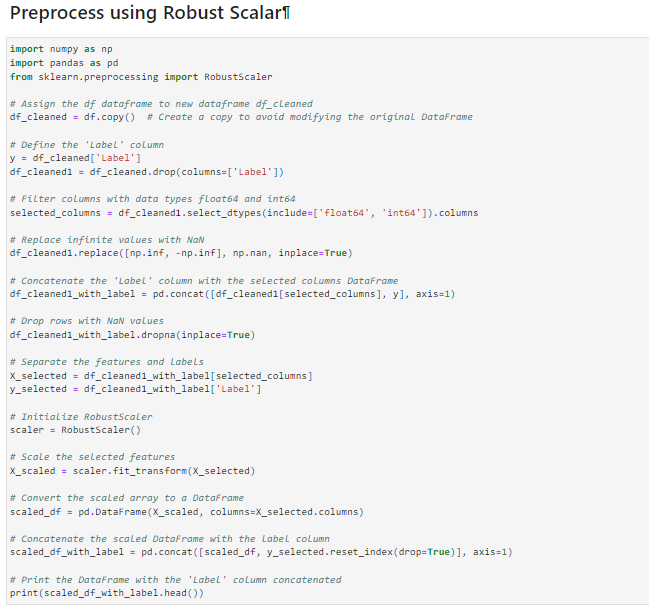 Preprocess using Robust Scalar¶
import numpy as np
import pandas as pd
from sklearn.preprocessing import RobustScaler
# Assign the df dataframe to new dataframe df_cleaned
df_cleaned = df.copy()  # Create a copy to avoid modifying the original DataFrame
# Define the 'Label' column
y = df_cleaned['Label']
df_cleaned1 = df_cleaned.drop(columns=['Label'])
# Filter columns with data types float64 and int64
selected_columns = df_cleaned1.select_dtypes(include=['float64', 'int64']).columns
# Replace infinite values with NaN
df_cleaned1.replace([np.inf, -np.inf], np.nan, inplace=True)
# Concatenate the 'Label' column with the selected columns DataFrame
df_cleaned1_with_label = pd.concat([df_cleaned1[selected_columns], y], axis=1)
# Drop rows with NaN values
df_cleaned1_with_label.dropna(inplace=True)
# Separate the features and labels
X_selected = df_cleaned1_with_label[selected_columns]
y_selected = df_cleaned1_with_label['Label']
# Initialize RobustScaler
scaler = RobustScaler()
# Scale the selected features
X_scaled = scaler.fit_transform(X_selected)
# Convert the scaled array to a DataFrame
scaled_df = pd.DataFrame(X_scaled, columns=X_selected.columns)
# Concatenate the scaled DataFrame with the label column
scaled_df_with_label = pd.concat([scaled_df, y_selected.reset_index(drop=True)], axis=1)
# Print the DataFrame with the 'Label' column concatenated
print(scaled_df_with_label.head())